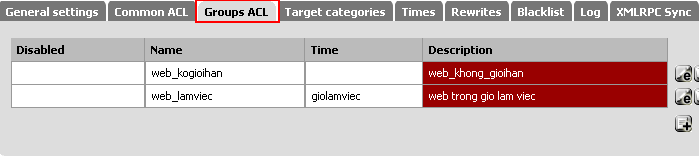 General settings Common ACL Groups ACL Target categories Times Rewrites Blacklist Log XMLRPC Sync
Disabled Name Time Description
web_kogioihan web_khong_gioihan
web_lamviec giolamviec web trong gio lam viec